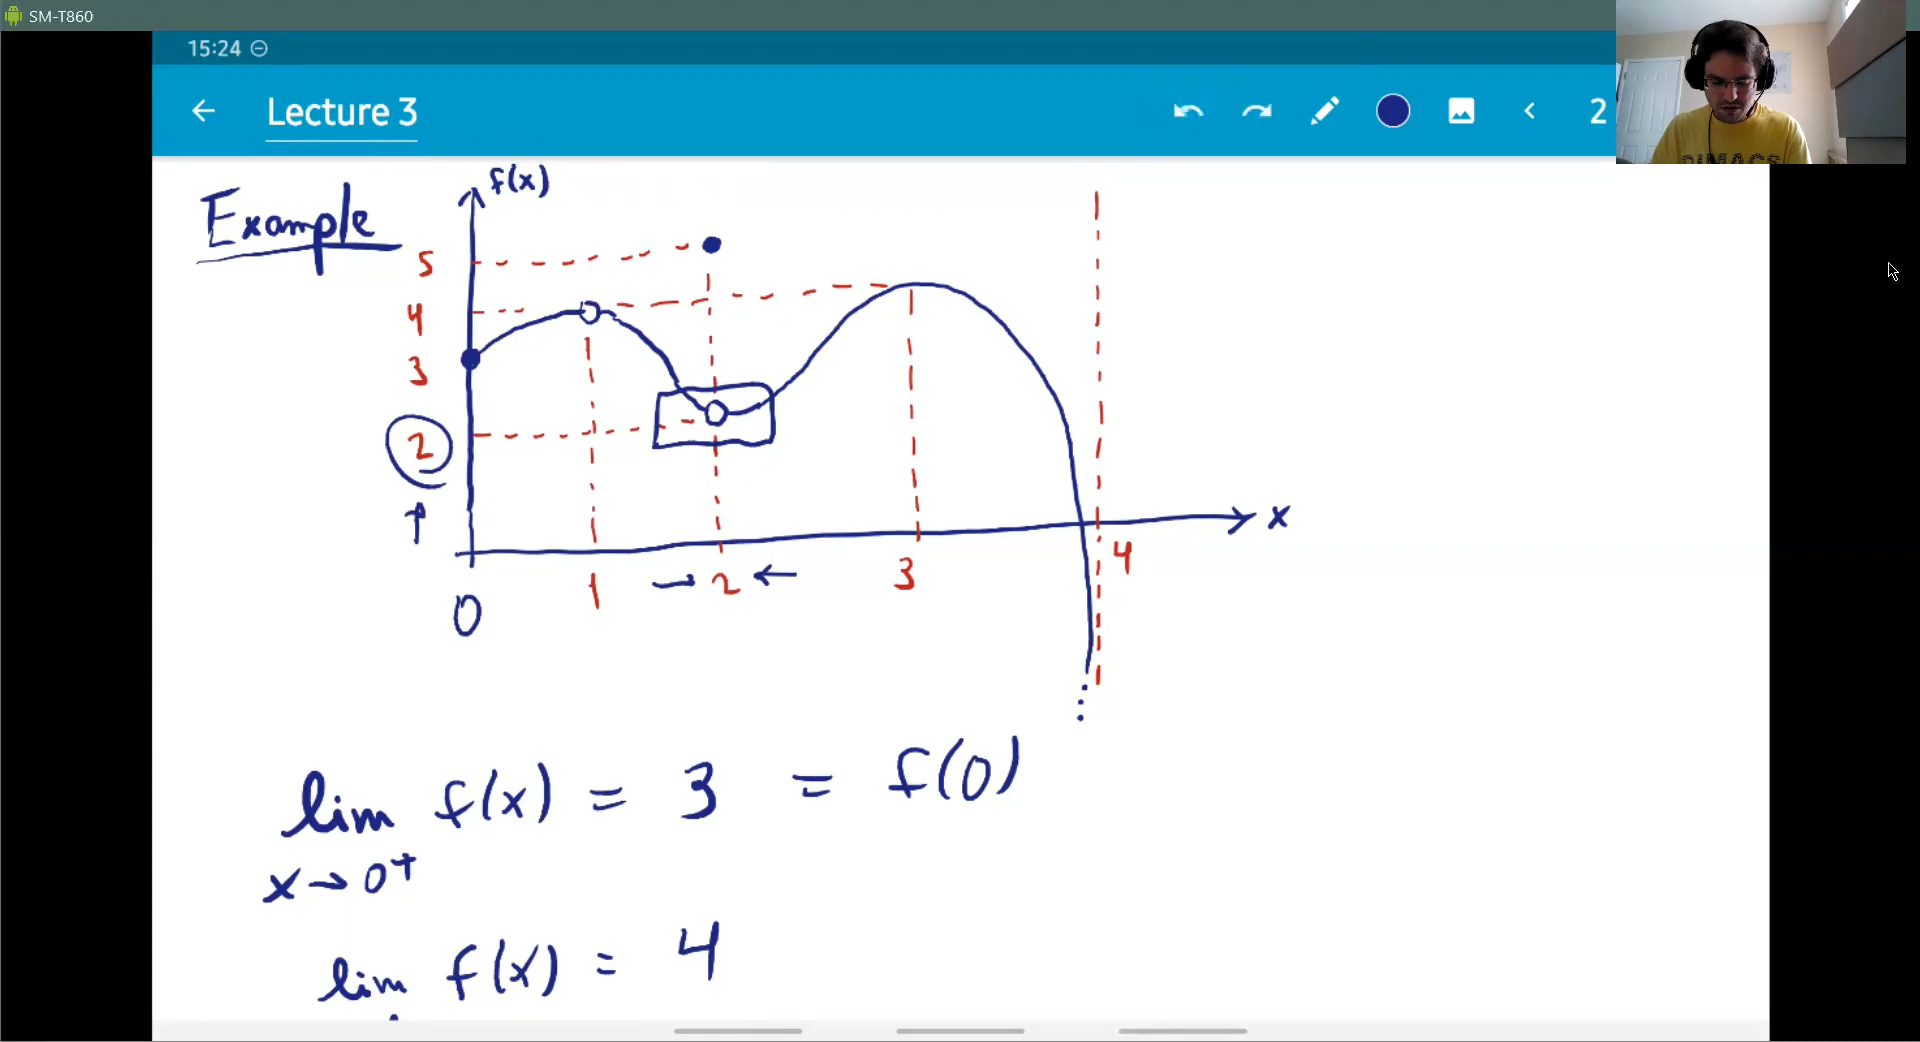 SM-T860
15:24
Lecture 3
2
Example
f(x)
5
4
3
2
x
0
1
2
3
4
lim f(x) = 3 = f(0)
x→0+
lim f(x) = 4
DIMACS